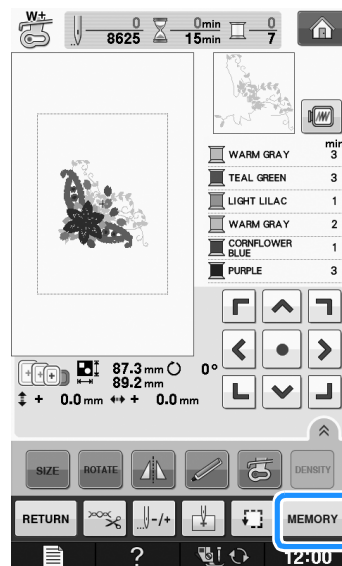 W+
0 0min 0
8625 15min 7
min
WARM GRAY 3
TEAL GREEN 3
LIGHT LILAC 1
WARM GRAY 2
CORNFLOWER
BLUE 1
PURPLE 3
87.3 mm 0°
89.2 mm
+ 0.0 mm + 0.0 mm
SIZE ROTATE DENSITY
RETURN -/+ MEMORY
? 12:00